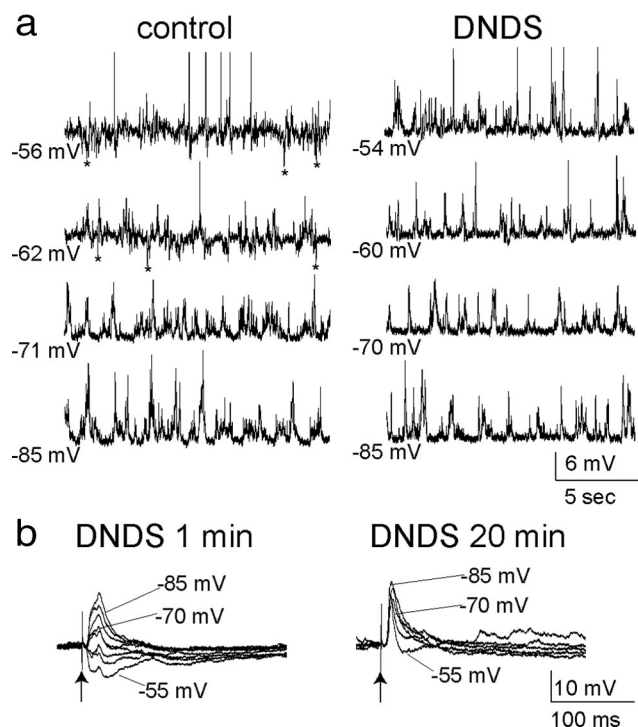 a
control
DNDS
-56 mV
-54 mV
*
*
*
-62 mV
-60 mV
*
*
*
-71 mV
-70 mV
-85 mV
-85 mV
6 mV
5 sec
b
DNDS 1 min
DNDS 20 min
-85 mV
-70 mV
-55 mV
-85 mV
-70 mV
-55 mV
10 mV
100 ms